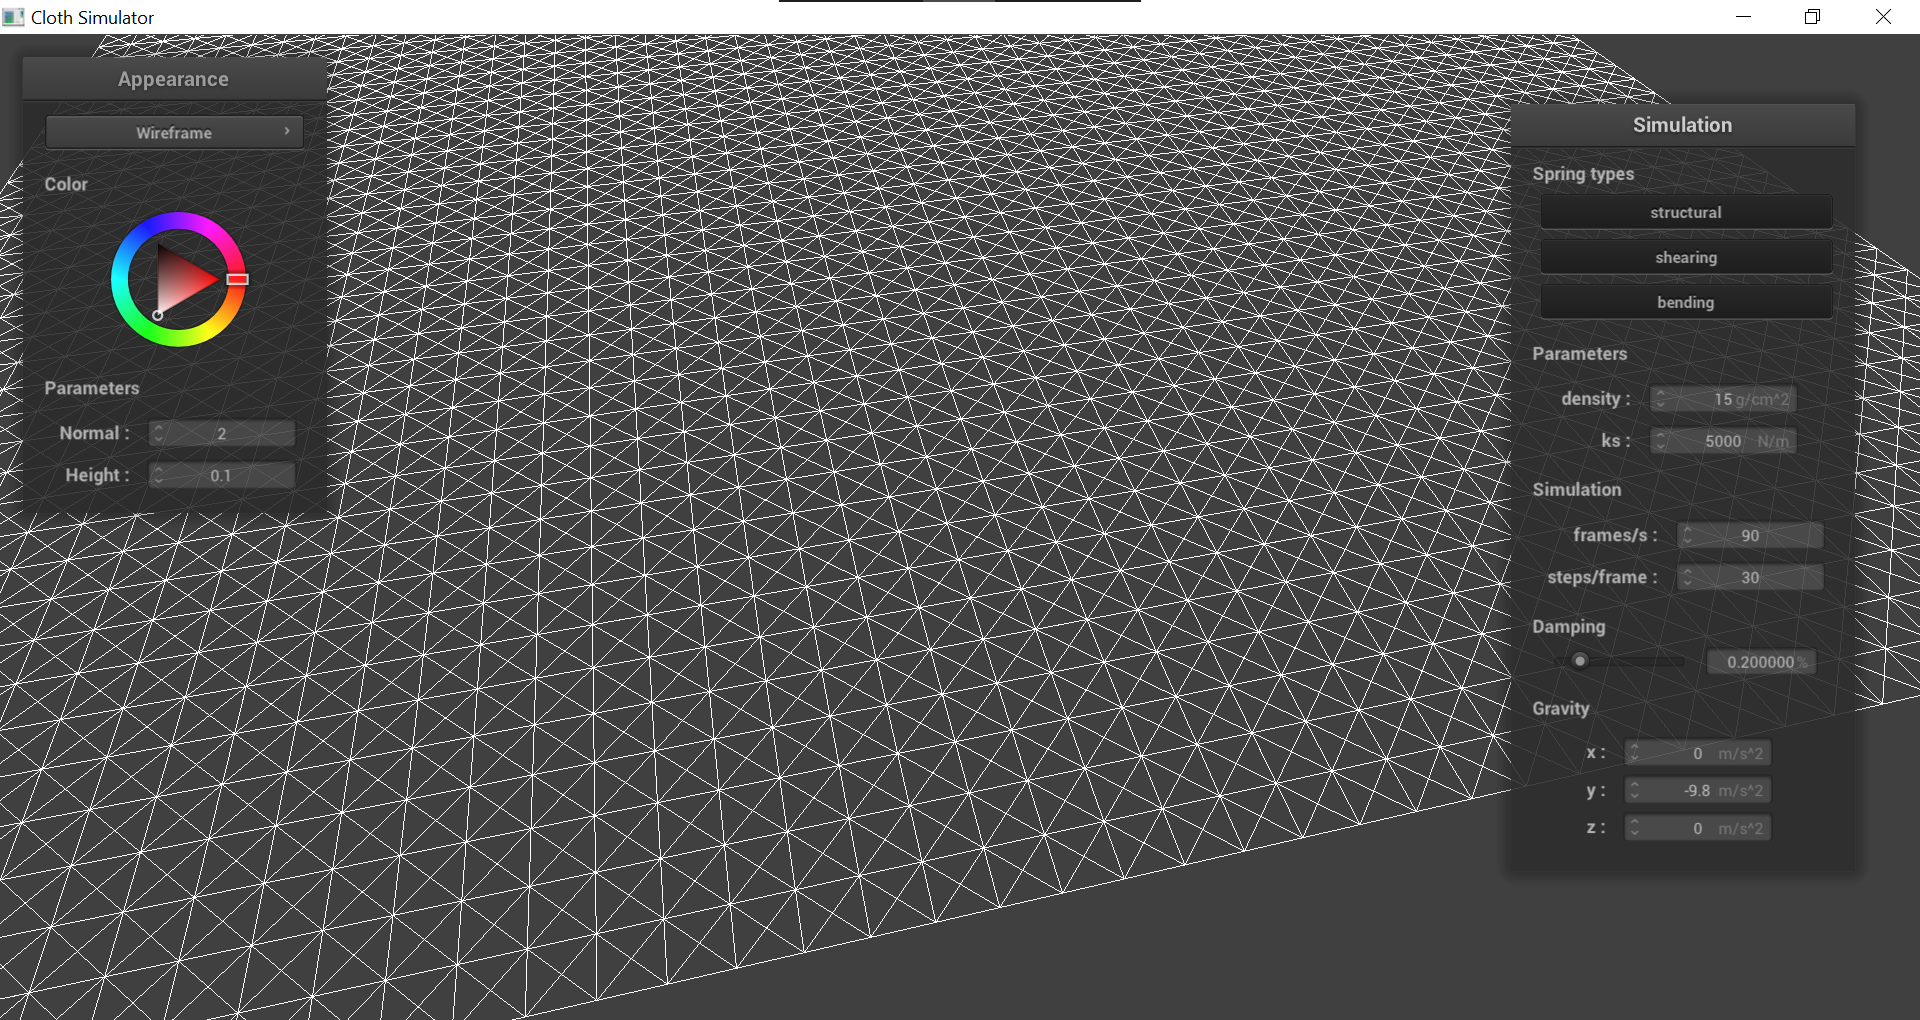 Cloth Simulator
Appearance
Wireframe
Color
Parameters
Normal : 2
Height : 0.1
Simulation
Spring types
structural
shearing
bending
Parameters
density : 15 g/cm^2
ks : 5000 N/m
Simulation
frames/s : 90
steps/frame : 30
Damping
0.200000 %
Gravity
x : 0 m/s^2
y : -9.8 m/s^2
z : 0 m/s^2